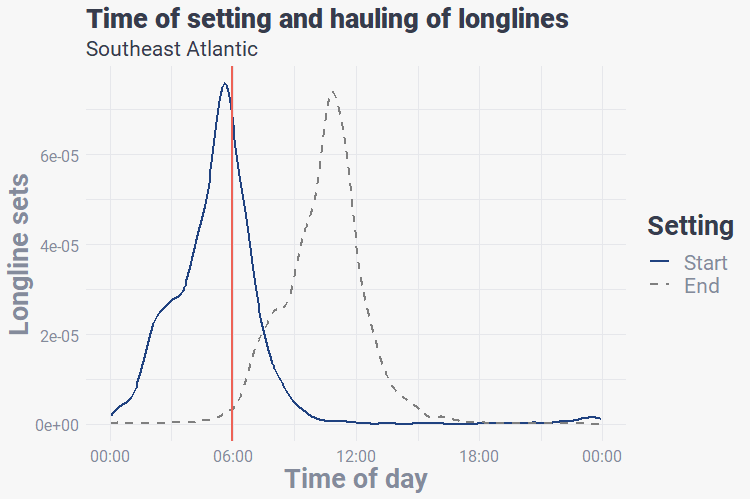 Time of setting and hauling of longlines
Southeast Atlantic
Longline sets
6e-05
4e-05
2e-05
0e+00
00:00 06:00 12:00 18:00 00:00
Time of day
Setting
Start
End